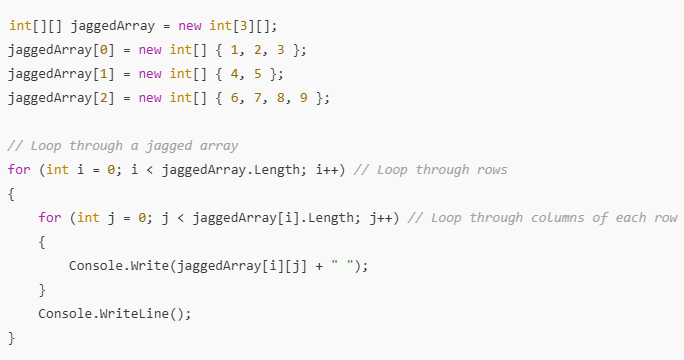 int[][] jaggedArray = new int[3][];
jaggedArray[0] = new int[] { 1, 2, 3 };
jaggedArray[1] = new int[] { 4, 5 };
jaggedArray[2] = new int[] { 6, 7, 8, 9 };

// Loop through a jagged array
for (int i = 0; i < jaggedArray.Length; i++) // Loop through rows
{
    for (int j = 0; j < jaggedArray[i].Length; j++) // Loop through columns of each row
    {
        Console.Write(jaggedArray[i][j] + " ");
    }
    Console.WriteLine();
}